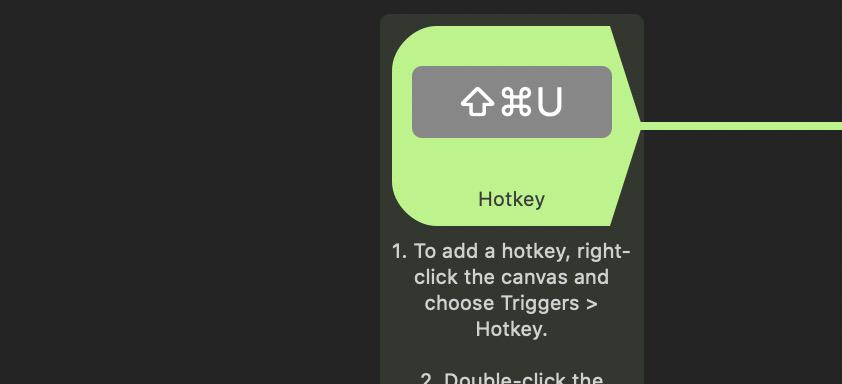 ⇧⌘U
Hotkey
1. To add a hotkey, right-
click the canvas and
choose Triggers >
Hotkey.
2. Double-click the